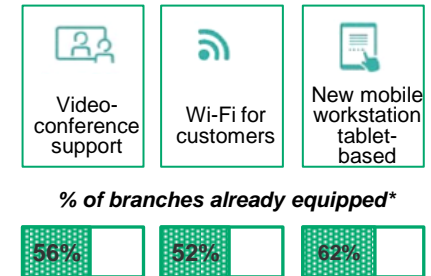 Video-
conference
support
Wi-Fi for
customers
New mobile
workstation
tablet-
based
% of branches already equipped*
56%
52%
62%